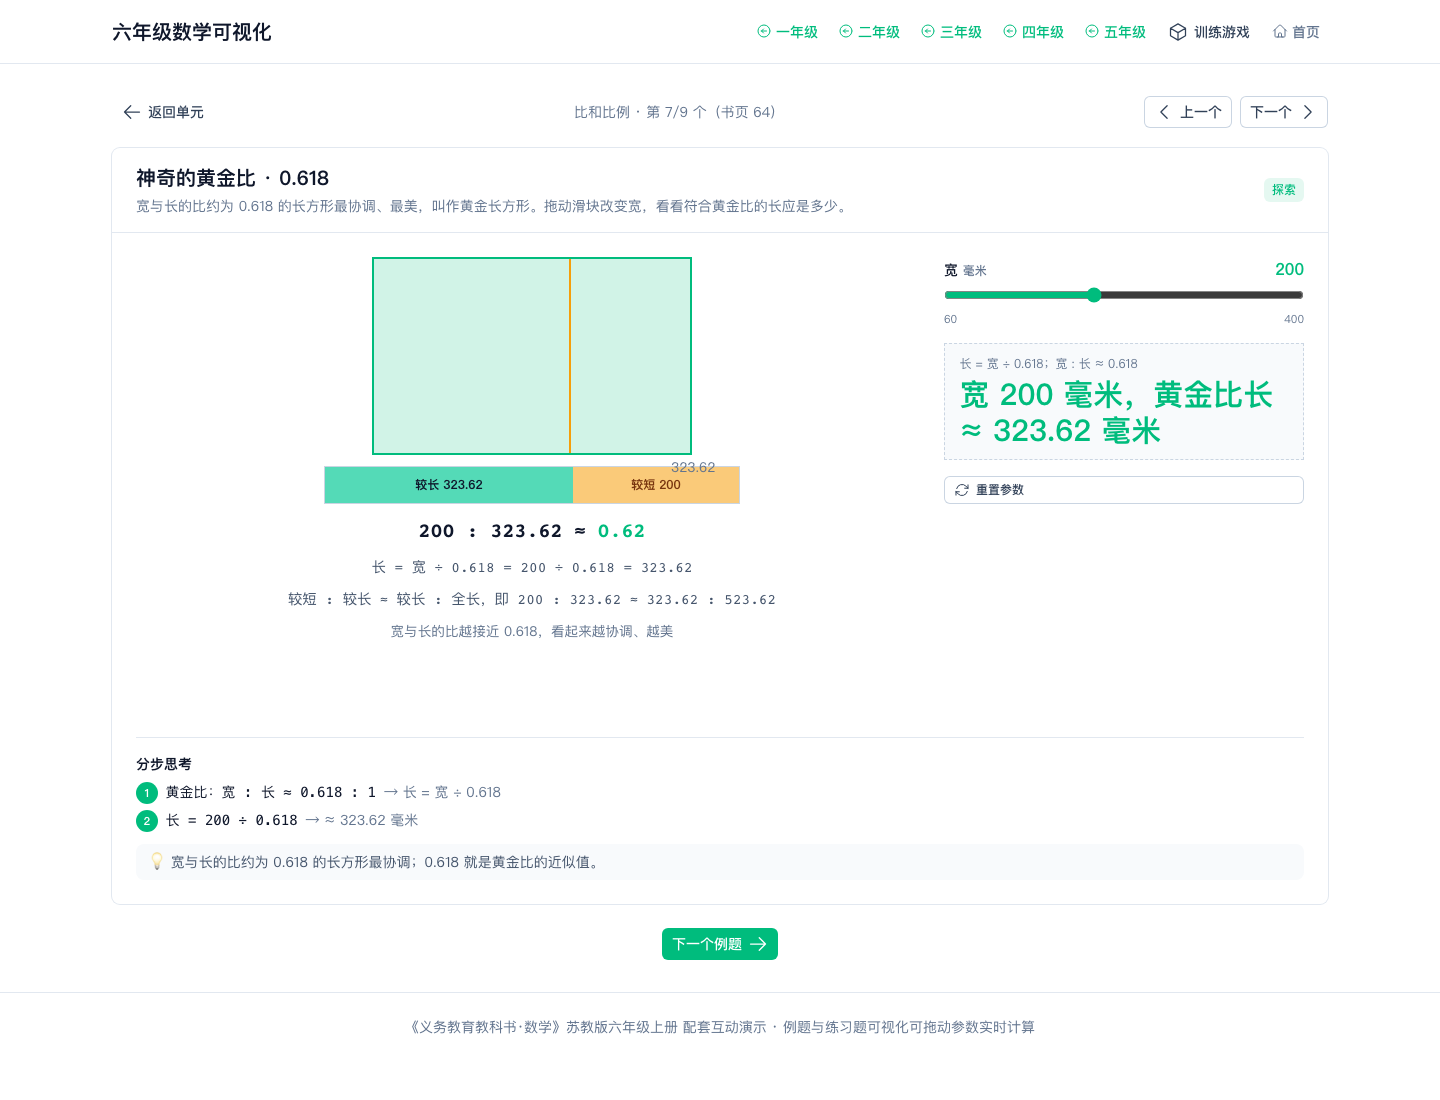 六年级数学可视化
一年级 二年级 三年级 四年级 五年级 训练游戏 首页
返回单元
比和比例 · 第 7/9 个（书页 64）
上一个 下一个
神奇的黄金比 · 0.618
宽与长的比约为 0.618 的长方形最协调、最美，叫作黄金长方形。拖动滑块改变宽，看看符合黄金比的长应是多少。
探索
323.62
较长 323.62 较短 200
200 : 323.62 ≈ 0.62
长 = 宽 ÷ 0.618 = 200 ÷ 0.618 = 323.62
较短 : 较长 ≈ 较长 : 全长，即 200 : 323.62 ≈ 323.62 : 523.62
宽与长的比越接近 0.618，看起来越协调、越美
宽 毫米 200
60 400
长 = 宽 ÷ 0.618；宽 : 长 ≈ 0.618
宽 200 毫米，黄金比长
≈ 323.62 毫米
重置参数
分步思考
1 黄金比：宽 : 长 ≈ 0.618 : 1 → 长 = 宽 ÷ 0.618
2 长 = 200 ÷ 0.618 → ≈ 323.62 毫米
宽与长的比约为 0.618 的长方形最协调；0.618 就是黄金比的近似值。
下一个例题 →
《义务教育教科书·数学》苏教版六年级上册 配套互动演示 · 例题与练习题可视化可拖动参数实时计算